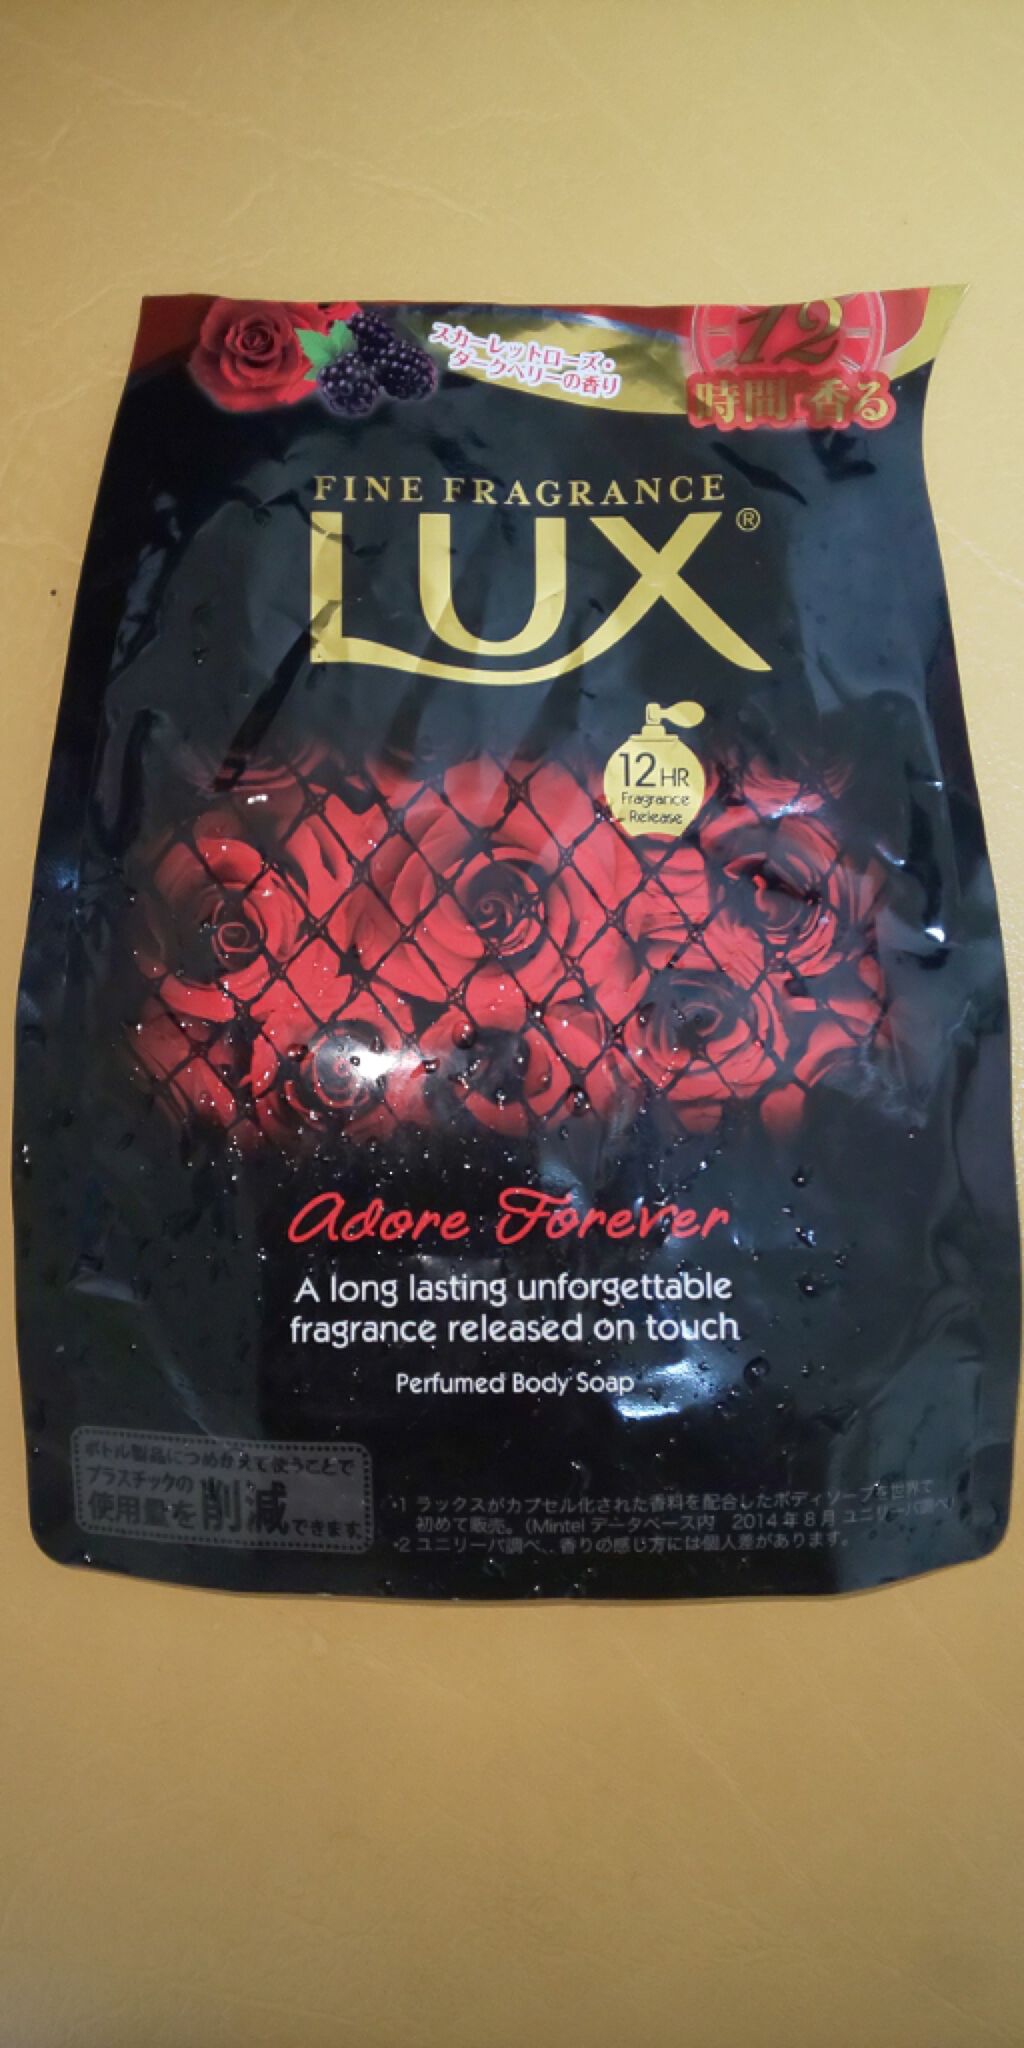 スカーレットローズ・
ダークベリーの香り
12
時間 香る
FINE FRAGRANCE
LUX®
12HR
Fragrance
Release
Adore Forever
A long lasting unforgettable
fragrance released on touch
Perfumed Body Soap
ボトル製品につめかえて使うことで
プラスチックの
使用量を削減できます。
*1 ラックスがカプセル化された香料を配合したボディソープを世界で
初めて販売。(Mintel データベース内 2014年8月 ユニリーバ調べ)
*2 ユニリーバ調べ、香りの感じ方には個人差があります。